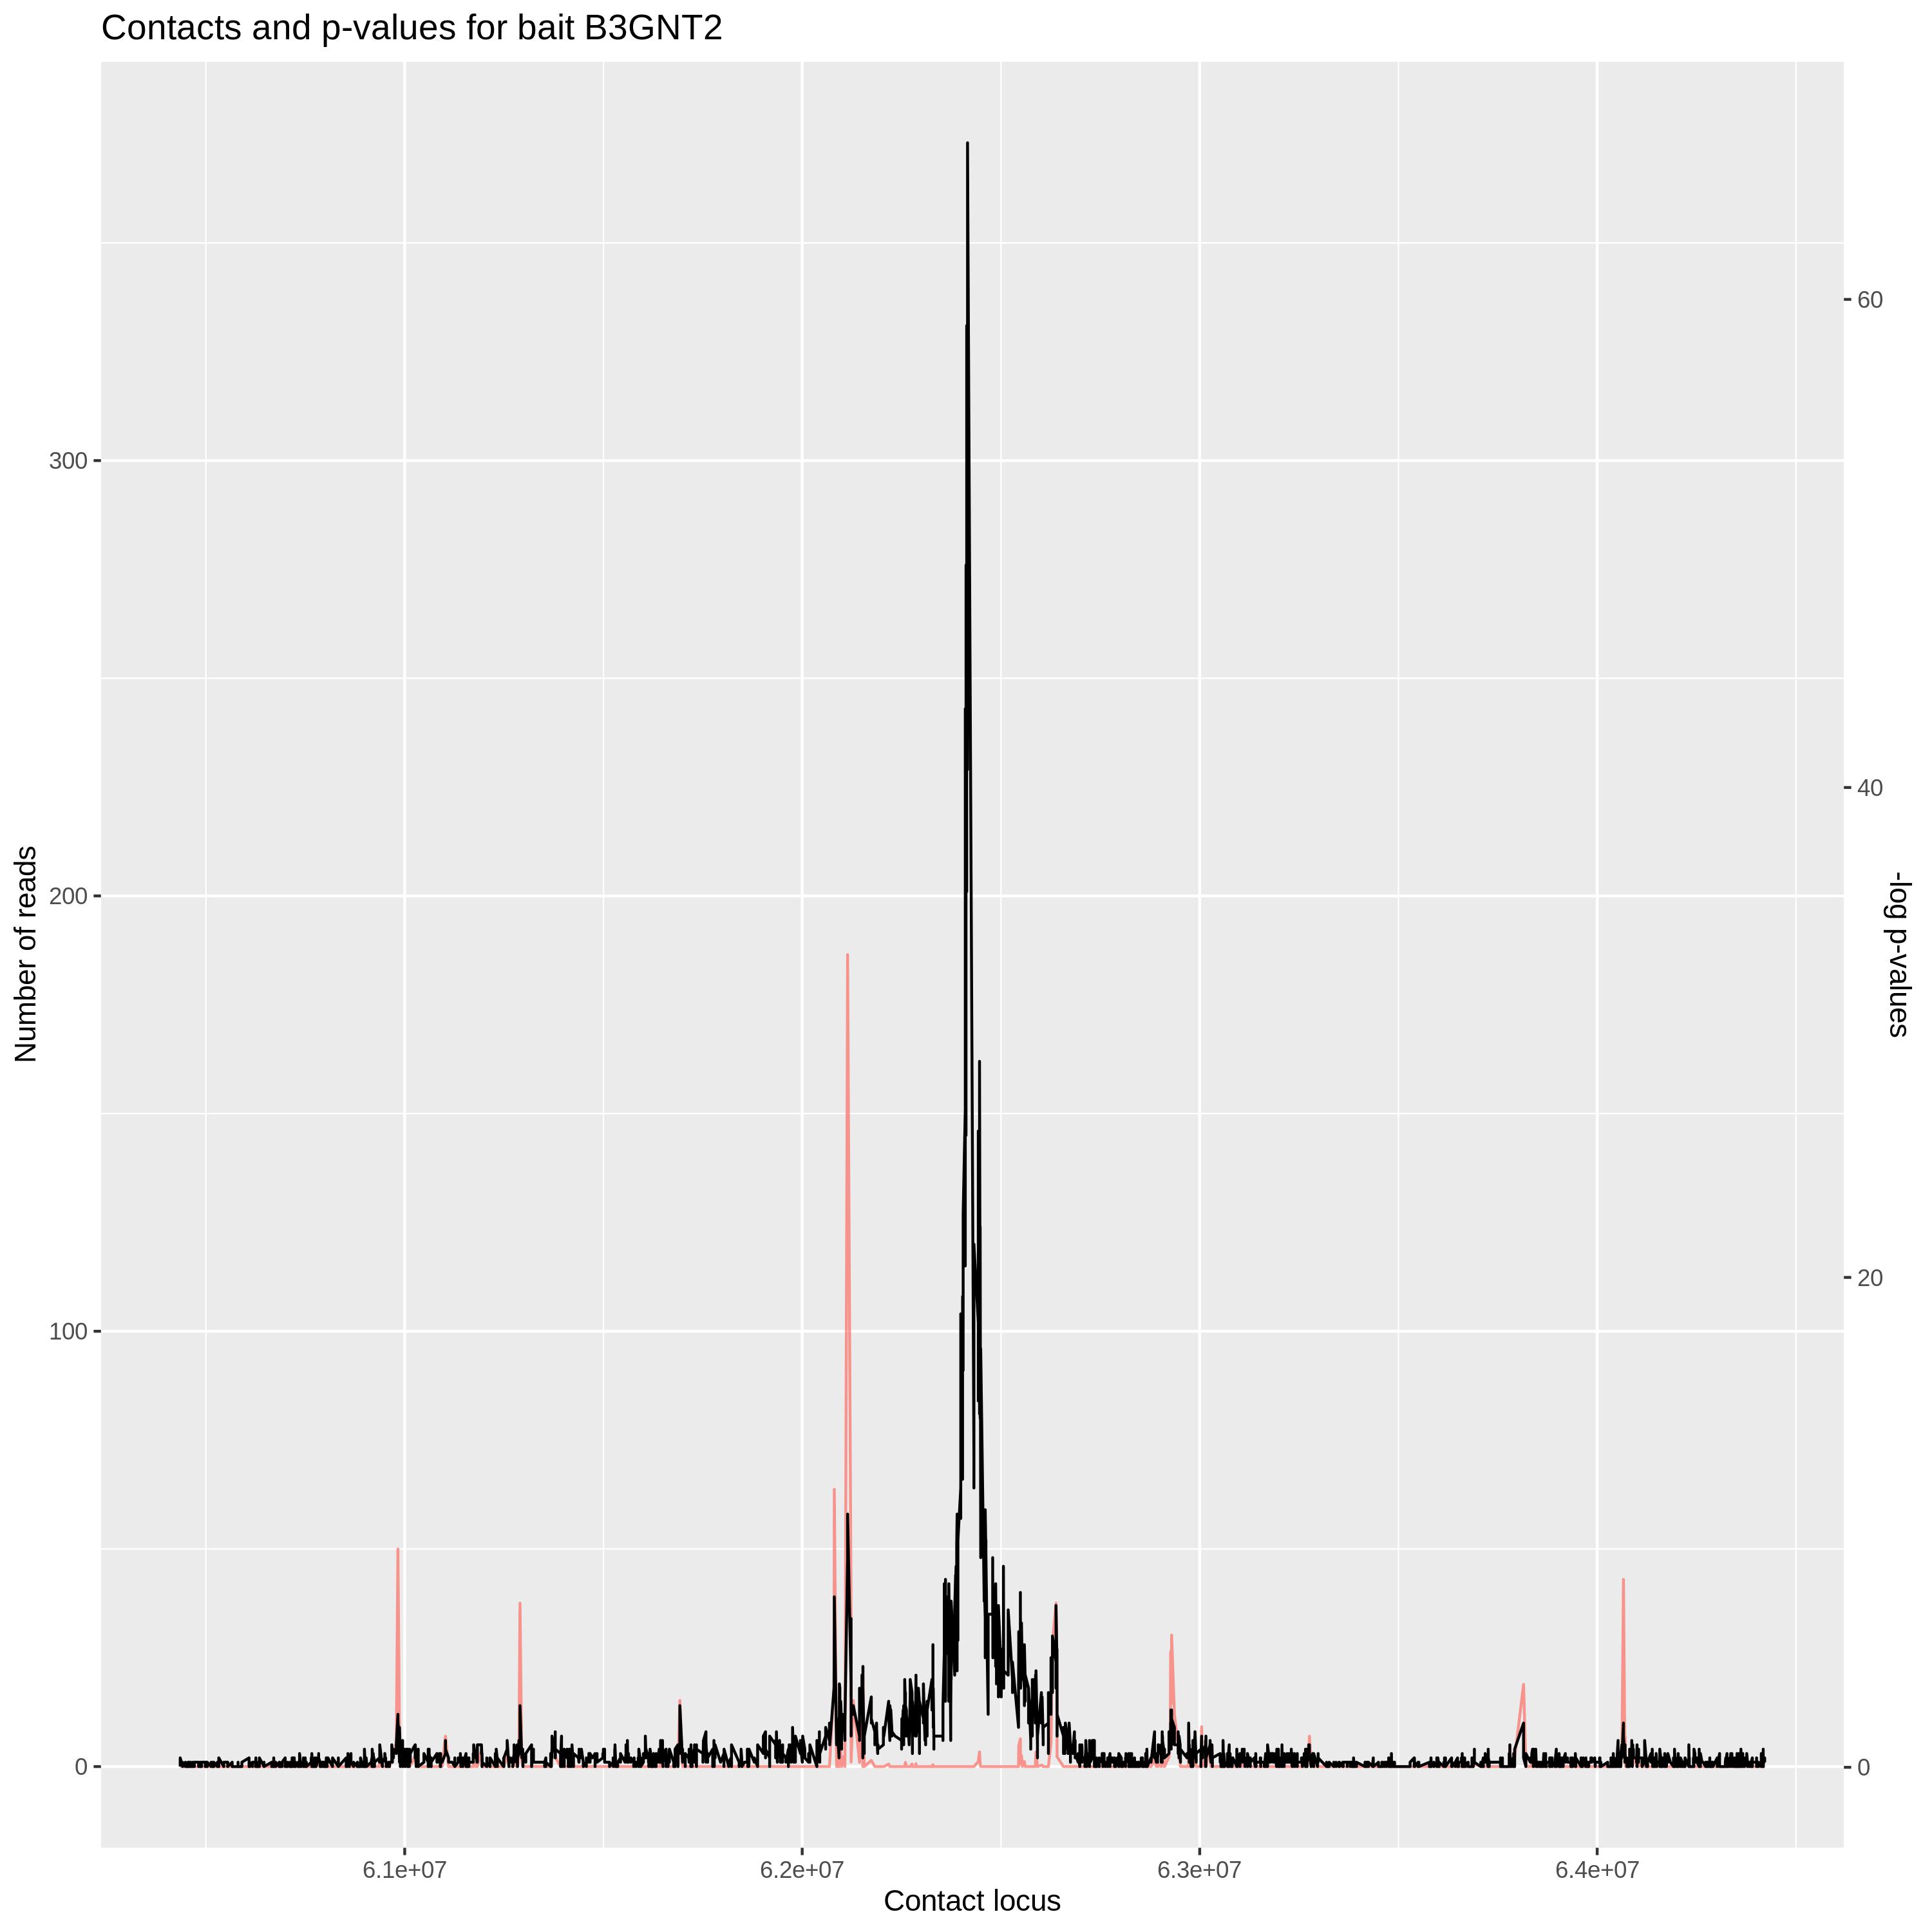 Contacts and p-values for bait B3GNT2
Number of reads
300
200
100
0
60
40
20
0
-log p-values
6.1e+07
6.2e+07
6.3e+07
6.4e+07
Contact locus